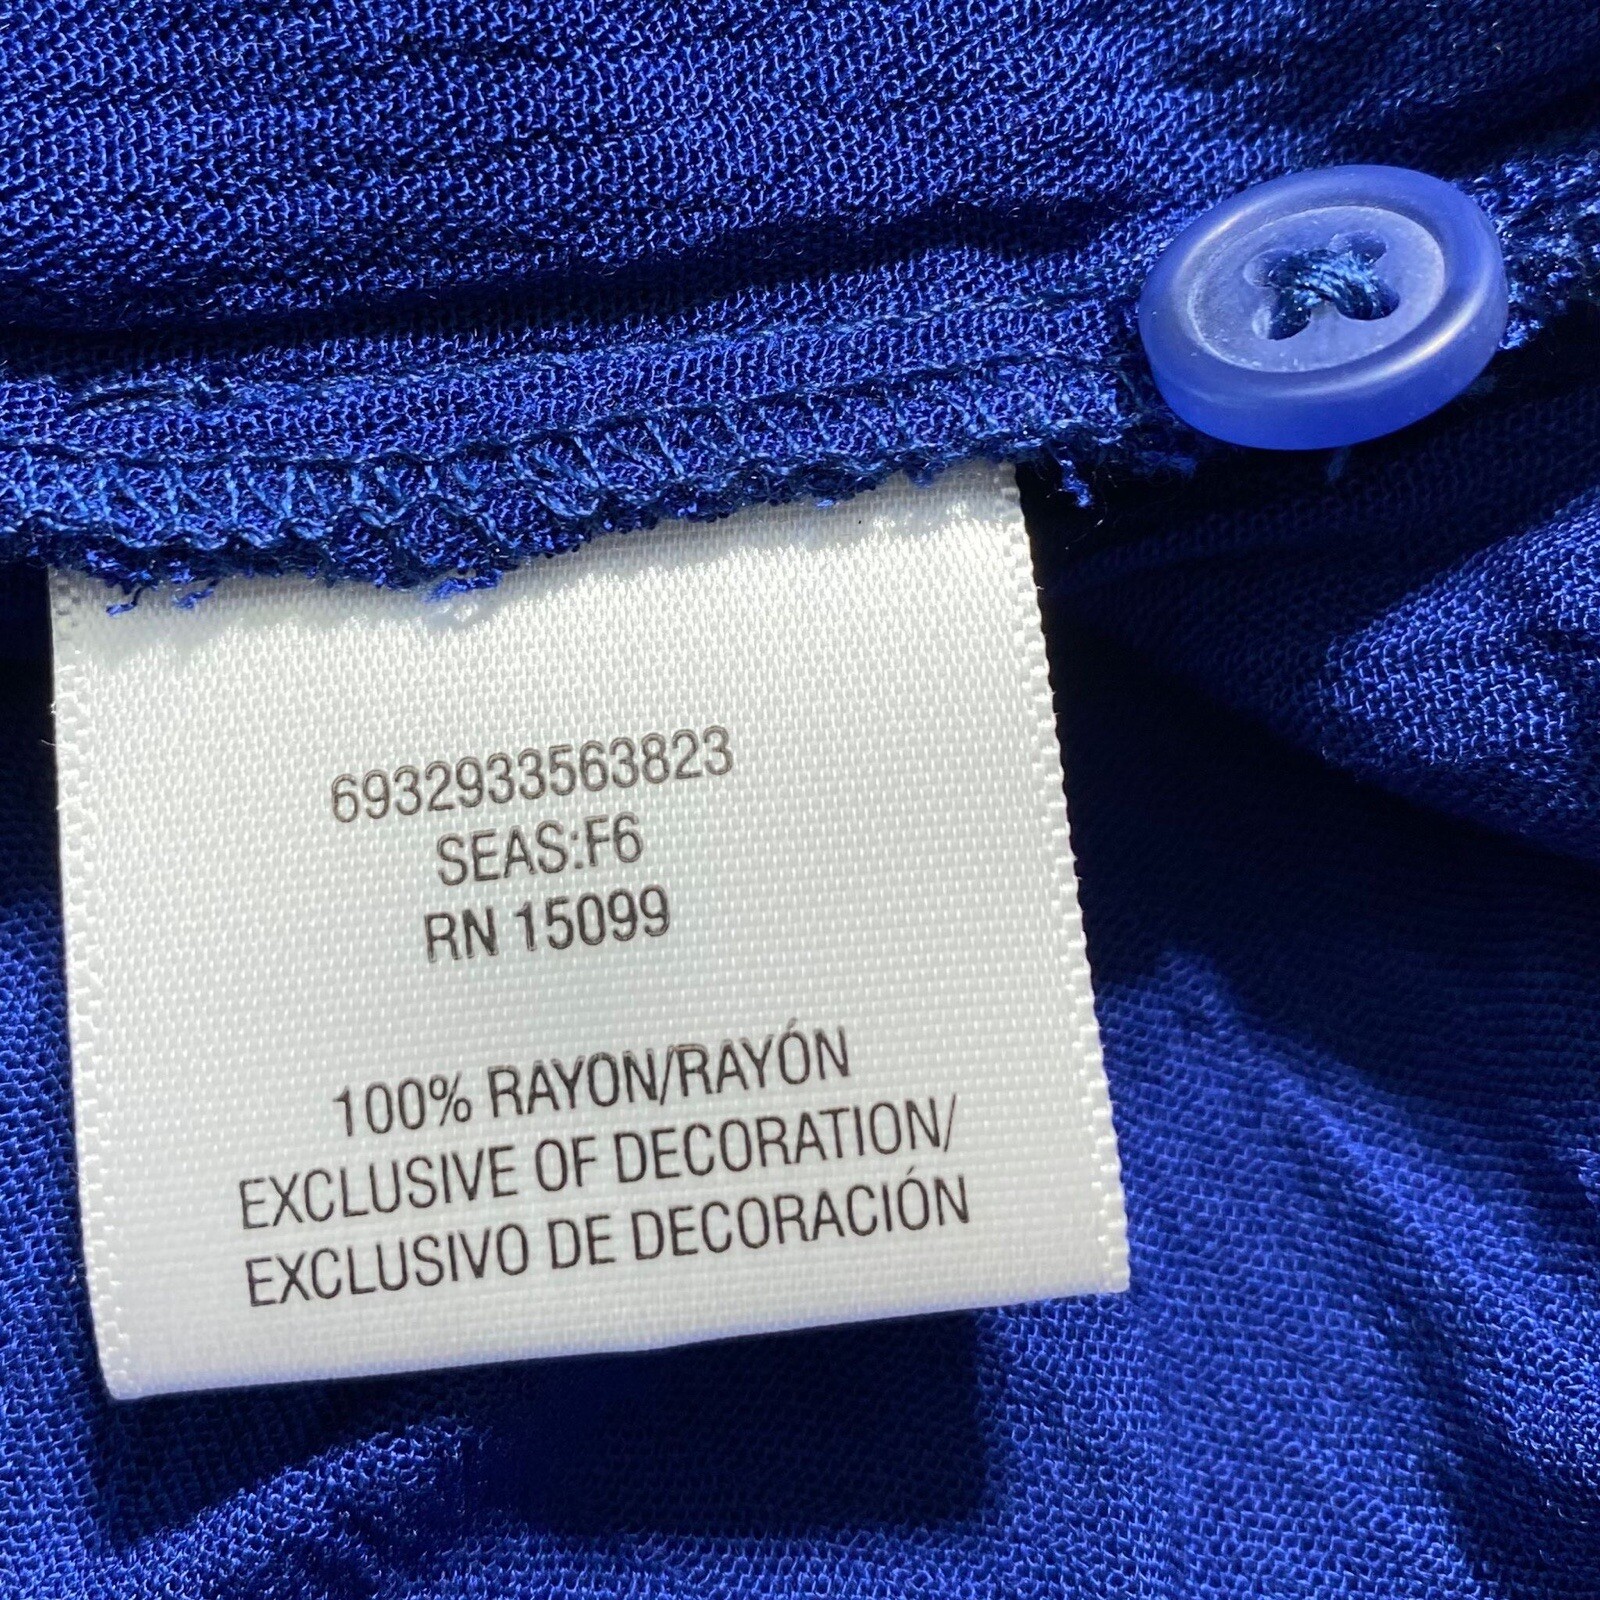 6932933563823
SEAS:F6
RN 15099
100% RAYON/RAYÓN
EXCLUSIVE OF DECORATION/
EXCLUSIVO DE DECORACIÓN